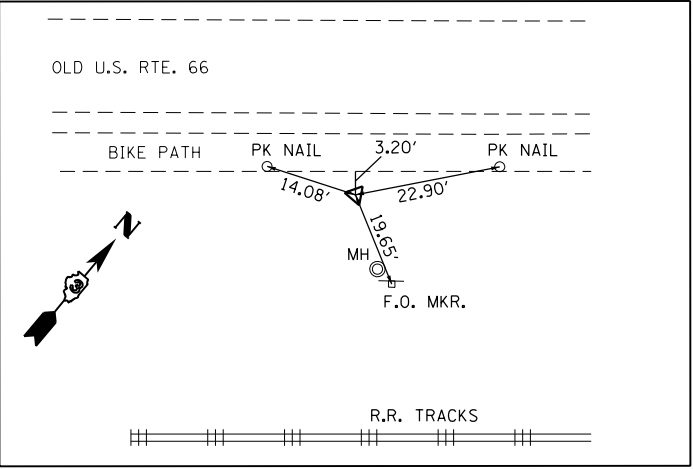 OLD U.S. RTE. 66
BIKE PATH
PK NAIL
3.20'
PK NAIL
14.08'
22.90'
19.65'
MH
F.O. MKR.
N
3
R.R. TRACKS